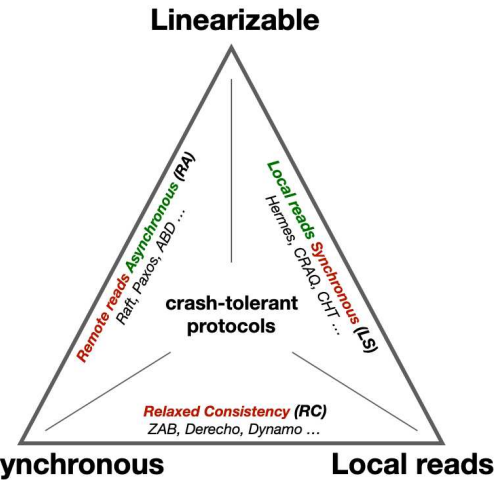 Linearizable
Remote reads Asynchronous (RA)
Raft, Paxos, ABD ...
Local reads Synchronous (LS)
Hermes, CRAQ, CHT ...
crash-tolerant
protocols
Relaxed Consistency (RC)
ZAB, Derecho, Dynamo ...
ynchronous
Local reads